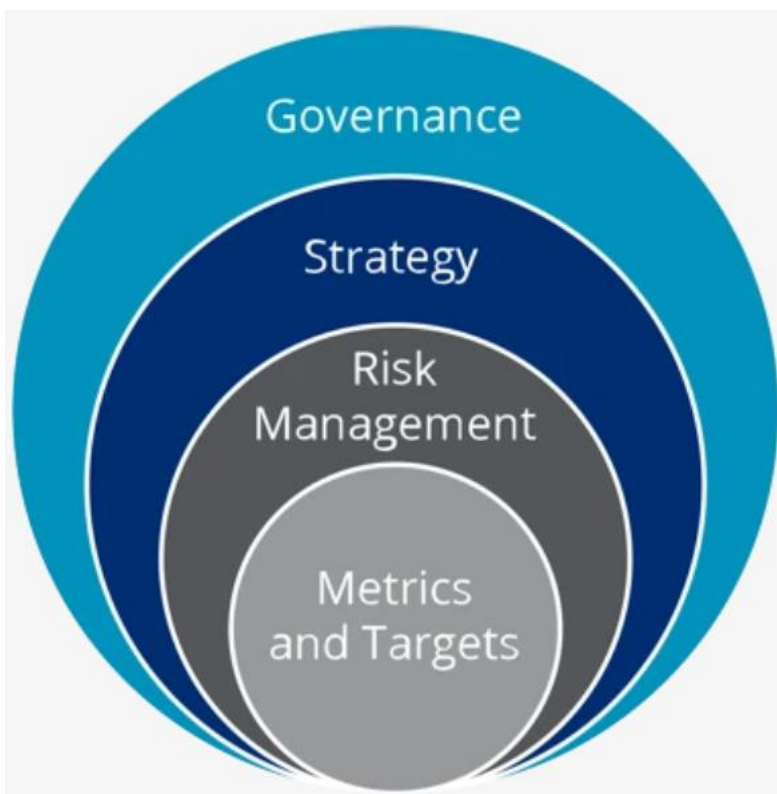 Governance
Strategy
Risk
Management
Metrics
and Targets